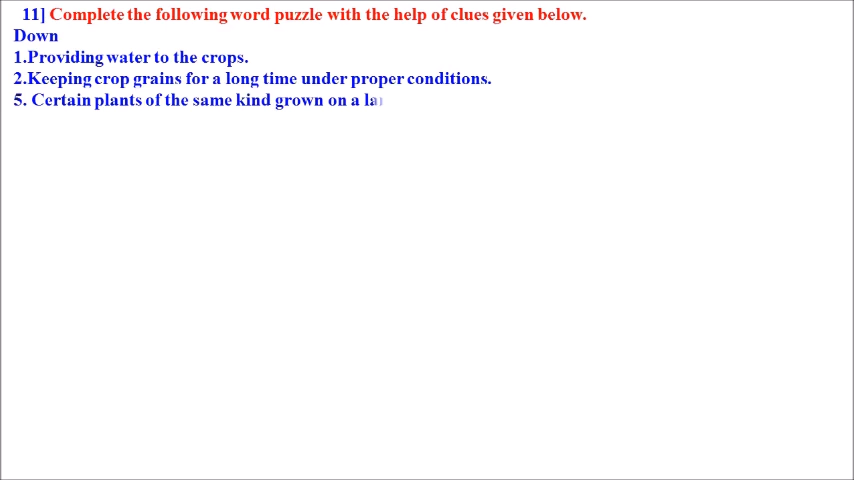 11] Complete the following word puzzle with the help of clues given below.
Down
1.Providing water to the crops.
2.Keeping crop grains for a long time under proper conditions.
5. Certain plants of the same kind grown on a